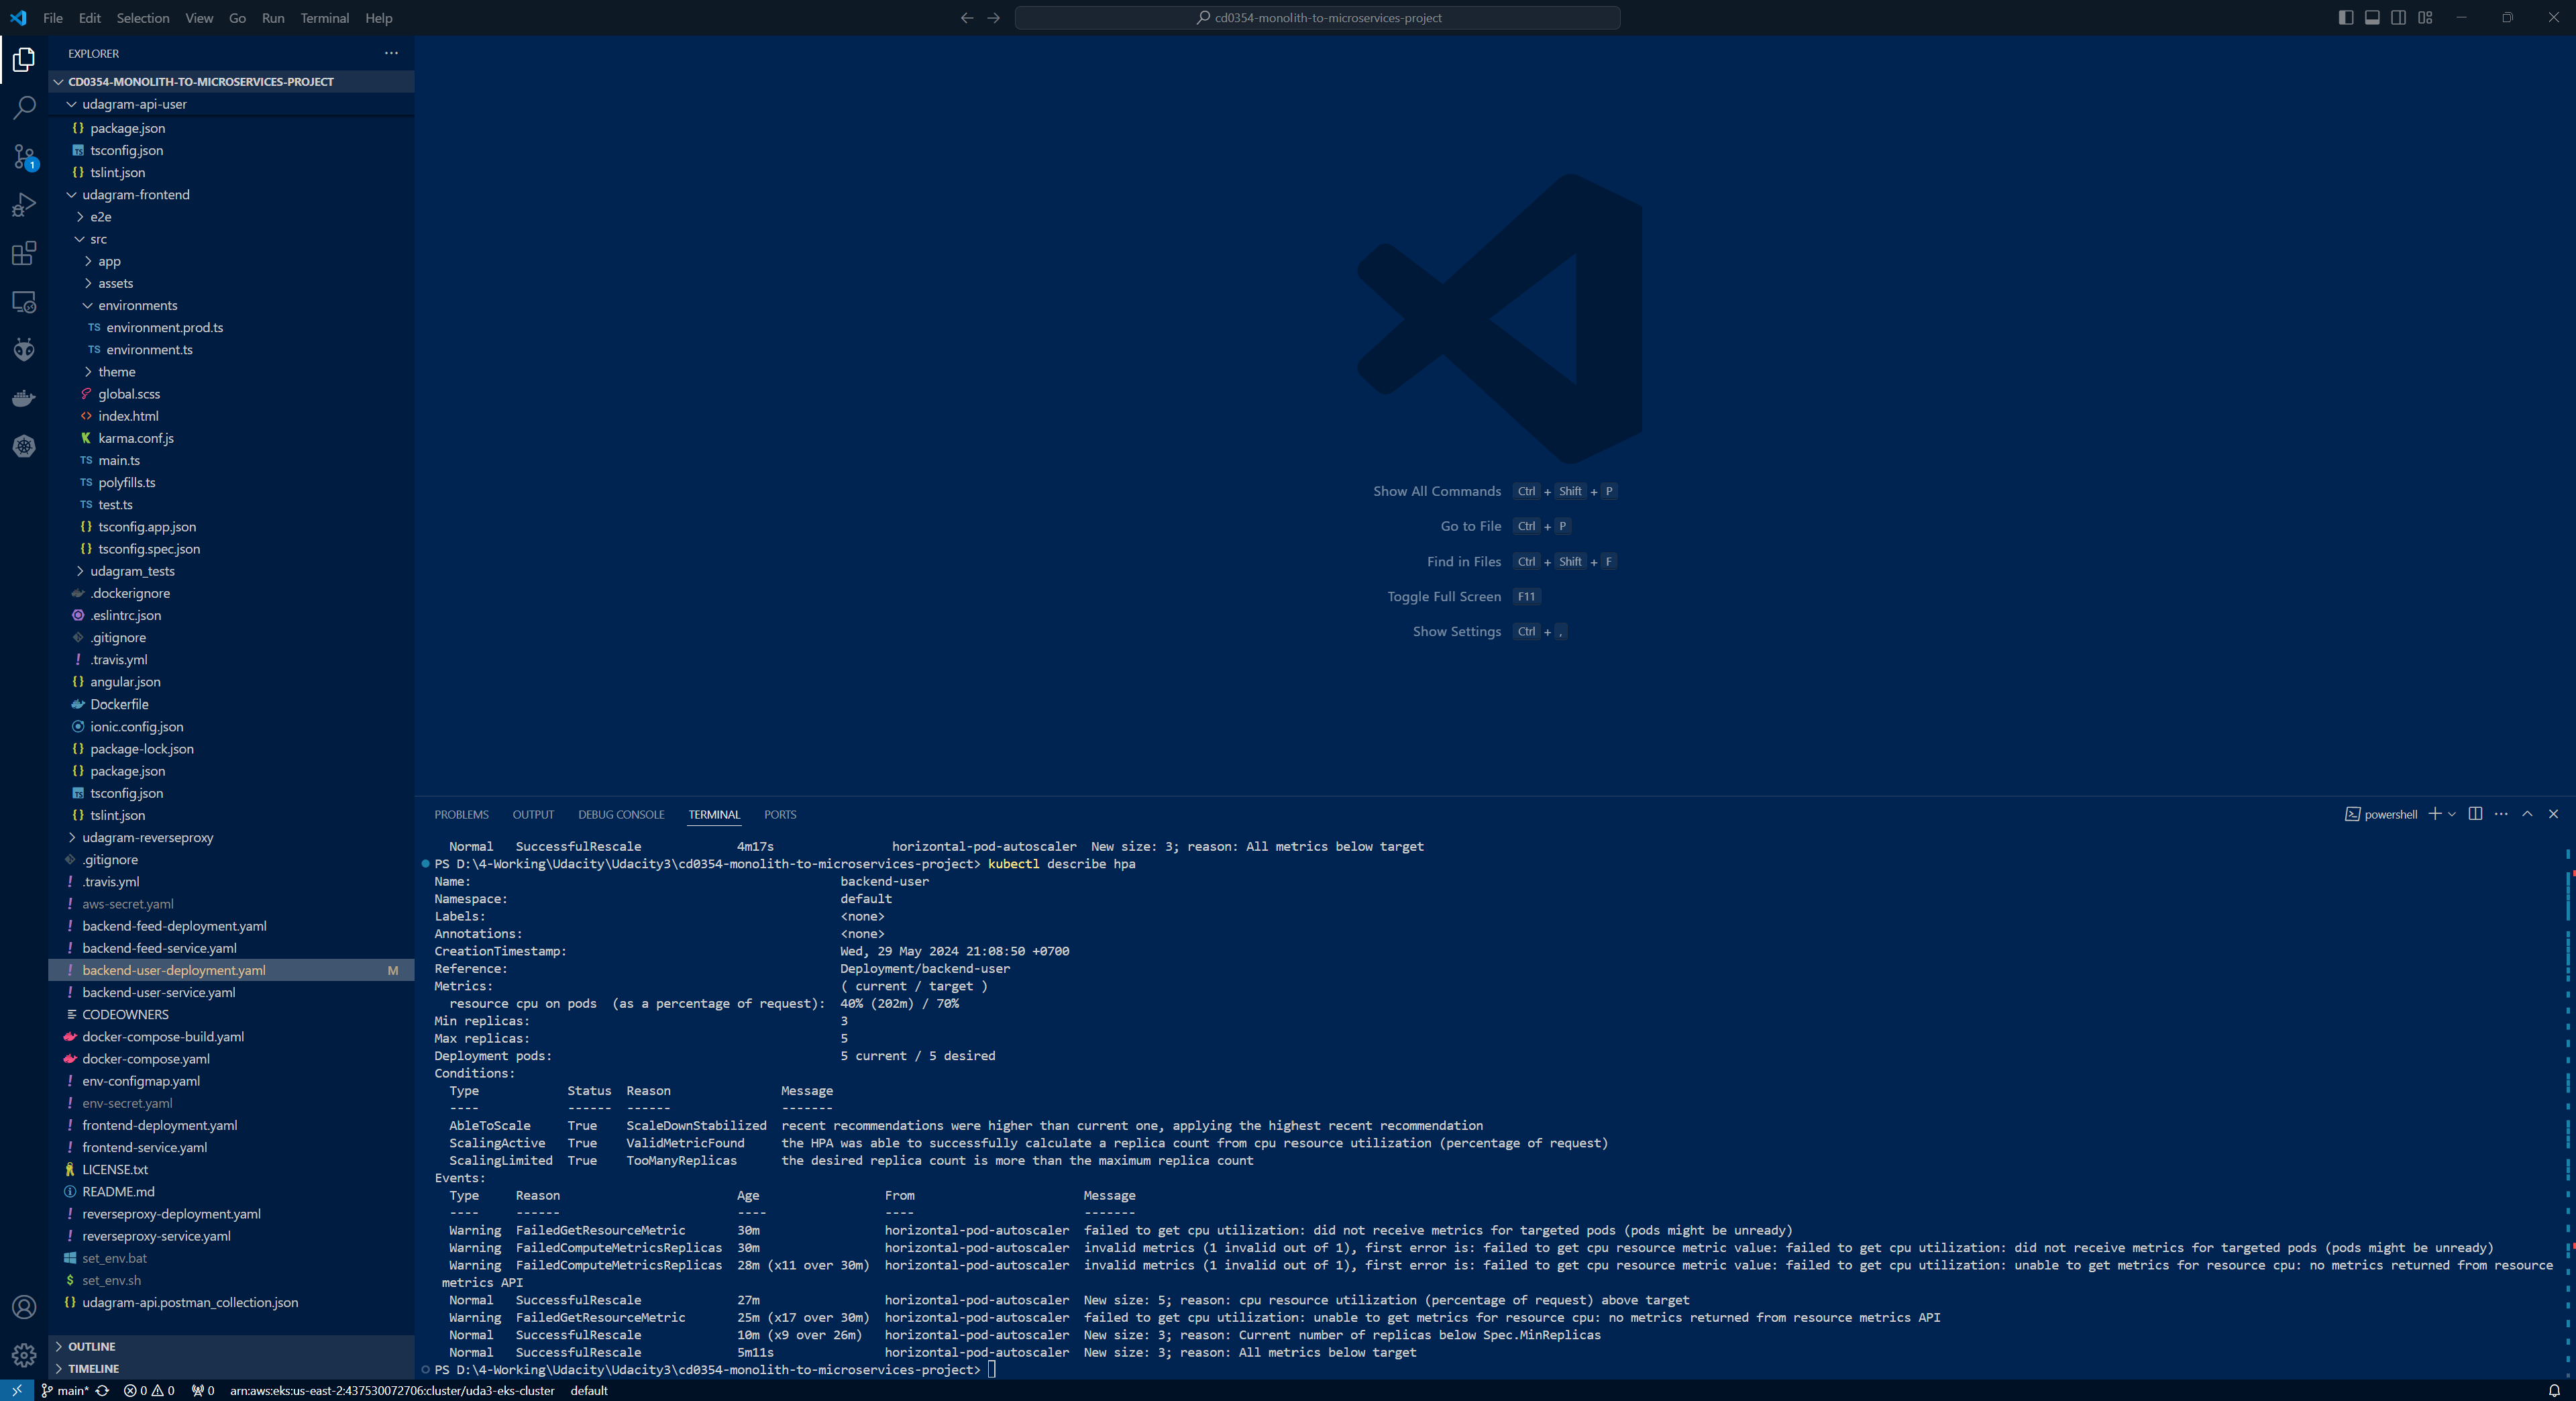 File Edit Selection View Go Run Terminal Help
cd0354-monolith-to-microservices-project
EXPLORER
CD0354-MONOLITH-TO-MICROSERVICES-PROJECT
udagram-api-user
package.json
tsconfig.json
tslint.json
udagram-frontend
e2e
src
app
assets
environments
environment.prod.ts
environment.ts
theme
global.scss
index.html
karma.conf.js
main.ts
polyfills.ts
test.ts
tsconfig.app.json
tsconfig.spec.json
udagram_tests
.dockerignore
.eslintrc.json
.gitignore
.travis.yml
angular.json
Dockerfile
ionic.config.json
package-lock.json
package.json
tsconfig.json
tslint.json
udagram-reverseproxy
.gitignore
.travis.yml
aws-secret.yaml
backend-feed-deployment.yaml
backend-feed-service.yaml
backend-user-deployment.yaml M
backend-user-service.yaml
CODEOWNERS
docker-compose-build.yaml
docker-compose.yaml
env-configmap.yaml
env-secret.yaml
frontend-deployment.yaml
frontend-service.yaml
LICENSE.txt
README.md
reverseproxy-deployment.yaml
reverseproxy-service.yaml
set_env.bat
set_env.sh
udagram-api.postman_collection.json
OUTLINE
TIMELINE
Show All Commands Ctrl + Shift + P
Go to File Ctrl + P
Find in Files Ctrl + Shift + F
Toggle Full Screen F11
Show Settings Ctrl + ,
PROBLEMS OUTPUT DEBUG CONSOLE TERMINAL PORTS
powershell
Normal SuccessfulRescale 4m17s horizontal-pod-autoscaler New size: 3; reason: All metrics below target
PS D:\4-Working\Udacity\Udacity3\cd0354-monolith-to-microservices-project> kubectl describe hpa
Name: backend-user
Namespace: default
Labels: <none>
Annotations: <none>
CreationTimestamp: Wed, 29 May 2024 21:08:50 +0700
Reference: Deployment/backend-user
Metrics: ( current / target )
resource cpu on pods (as a percentage of request): 40% (202m) / 70%
Min replicas: 3
Max replicas: 5
Deployment pods: 5 current / 5 desired
Conditions:
Type Status Reason Message
---- ------ ------ -------
AbleToScale True ScaleDownStabilized recent recommendations were higher than current one, applying the highest recent recommendation
ScalingActive True ValidMetricFound the HPA was able to successfully calculate a replica count from cpu resource utilization (percentage of request)
ScalingLimited True TooManyReplicas the desired replica count is more than the maximum replica count
Events:
Type Reason Age From Message
---- ------ ---- ---- -------
Warning FailedGetResourceMetric 30m horizontal-pod-autoscaler failed to get cpu utilization: did not receive metrics for targeted pods (pods might be unready)
Warning FailedComputeMetricsReplicas 30m horizontal-pod-autoscaler invalid metrics (1 invalid out of 1), first error is: failed to get cpu resource metric value: failed to get cpu utilization: did not receive metrics for targeted pods (pods might be unready)
Warning FailedComputeMetricsReplicas 28m (x11 over 30m) horizontal-pod-autoscaler invalid metrics (1 invalid out of 1), first error is: failed to get cpu resource metric value: failed to get cpu utilization: unable to get metrics for resource cpu: no metrics returned from resource
metrics API
Normal SuccessfulRescale 27m horizontal-pod-autoscaler New size: 5; reason: cpu resource utilization (percentage of request) above target
Warning FailedGetResourceMetric 25m (x17 over 30m) horizontal-pod-autoscaler failed to get cpu utilization: unable to get metrics for resource cpu: no metrics returned from resource metrics API
Normal SuccessfulRescale 10m (x9 over 26m) horizontal-pod-autoscaler New size: 3; reason: Current number of replicas below Spec.MinReplicas
Normal SuccessfulRescale 5m11s horizontal-pod-autoscaler New size: 3; reason: All metrics below target
PS D:\4-Working\Udacity\Udacity3\cd0354-monolith-to-microservices-project>
main* 0 0 0 arn:aws:eks:us-east-2:437530072706:cluster/uda3-eks-cluster default